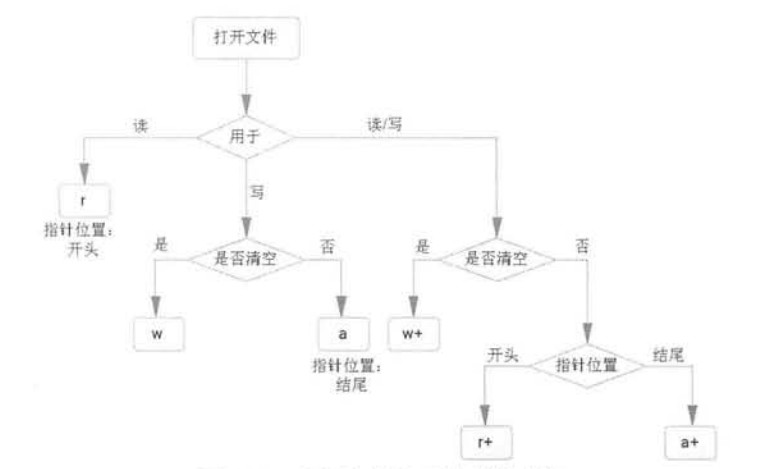 打开文件
读
用于
读/写
r
写
指针位置:
开头
是
是否清空
否
是
是否清空
否
w
a
w+
指针位置:
结尾
开头
指针位置
结尾
r+
a+